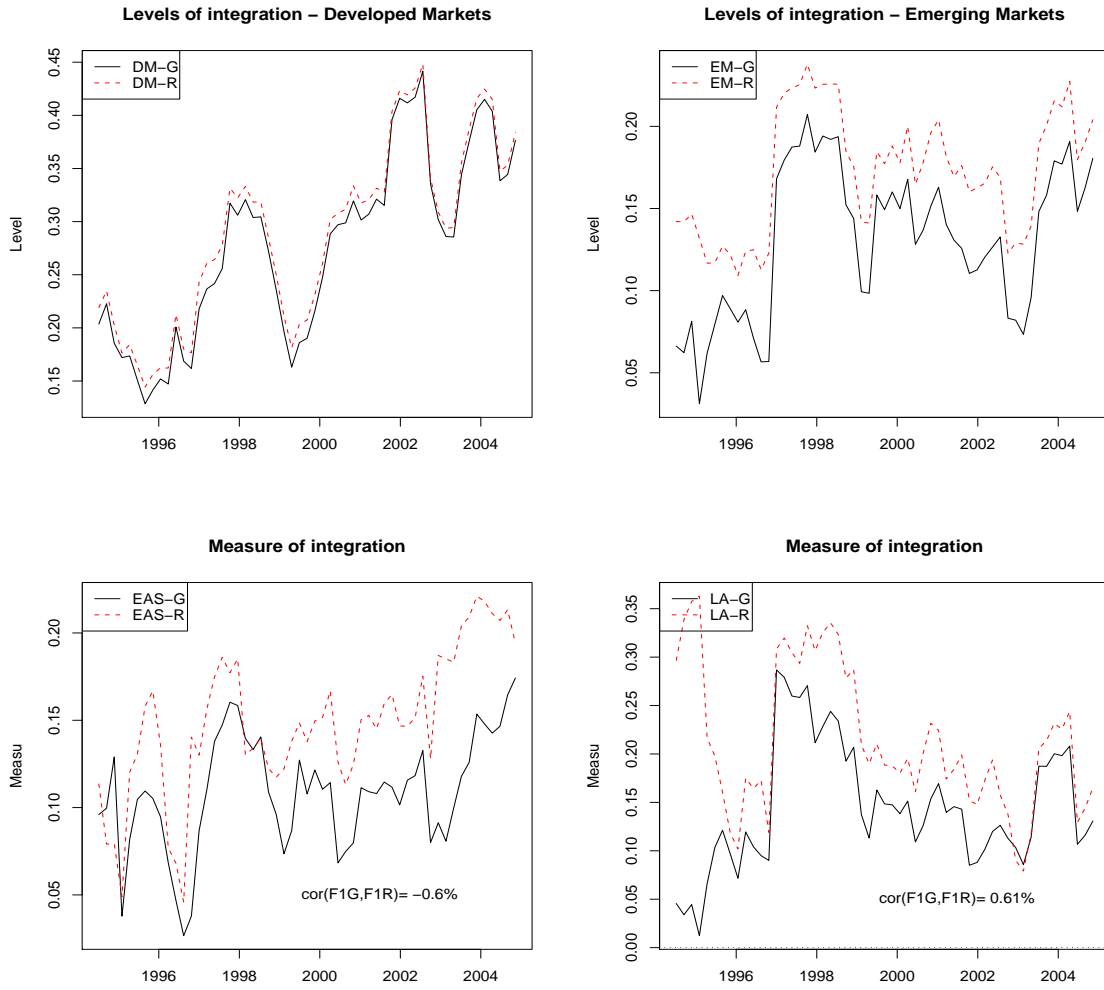 Levels of integration – Developed Markets
DM–G
DM–R
Level
0.45
0.40
0.35
0.30
0.25
0.20
0.15
1996 1998 2000 2002 2004
Levels of integration – Emerging Markets
EM–G
EM–R
Level
0.20
0.15
0.10
0.05
1996 1998 2000 2002 2004
Measure of integration
EAS–G
EAS–R
Measu
0.20
0.15
0.10
0.05
cor(F1G,F1R)= −0.6%
1996 1998 2000 2002 2004
Measure of integration
LA–G
LA–R
Measu
0.35
0.30
0.25
0.20
0.15
0.10
0.05
0.00
cor(F1G,F1R)= 0.61%
1996 1998 2000 2002 2004